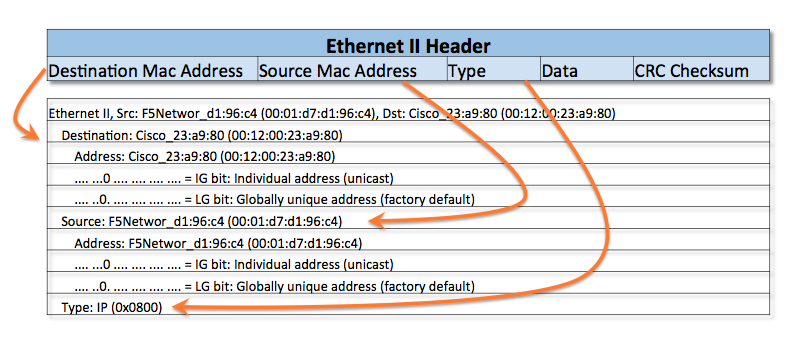 Ethernet II Header
Destination Mac Address Source Mac Address Type Data CRC Checksum
Ethernet II, Src: F5Networ_d1:96:c4 (00:01:d7:d1:96:c4), Dst: Cisco_23:a9:80 (00:12:00:23:a9:80)
Destination: Cisco_23:a9:80 (00:12:00:23:a9:80)
Address: Cisco_23:a9:80 (00:12:00:23:a9:80)
.... ...0 .... .... .... .... = IG bit: Individual address (unicast)
.... ..0. .... .... .... .... = LG bit: Globally unique address (factory default)
Source: F5Networ_d1:96:c4 (00:01:d7:d1:96:c4)
Address: F5Networ_d1:96:c4 (00:01:d7:d1:96:c4)
.... ...0 .... .... .... .... = IG bit: Individual address (unicast)
.... ..0. .... .... .... .... = LG bit: Globally unique address (factory default)
Type: IP (0x0800)